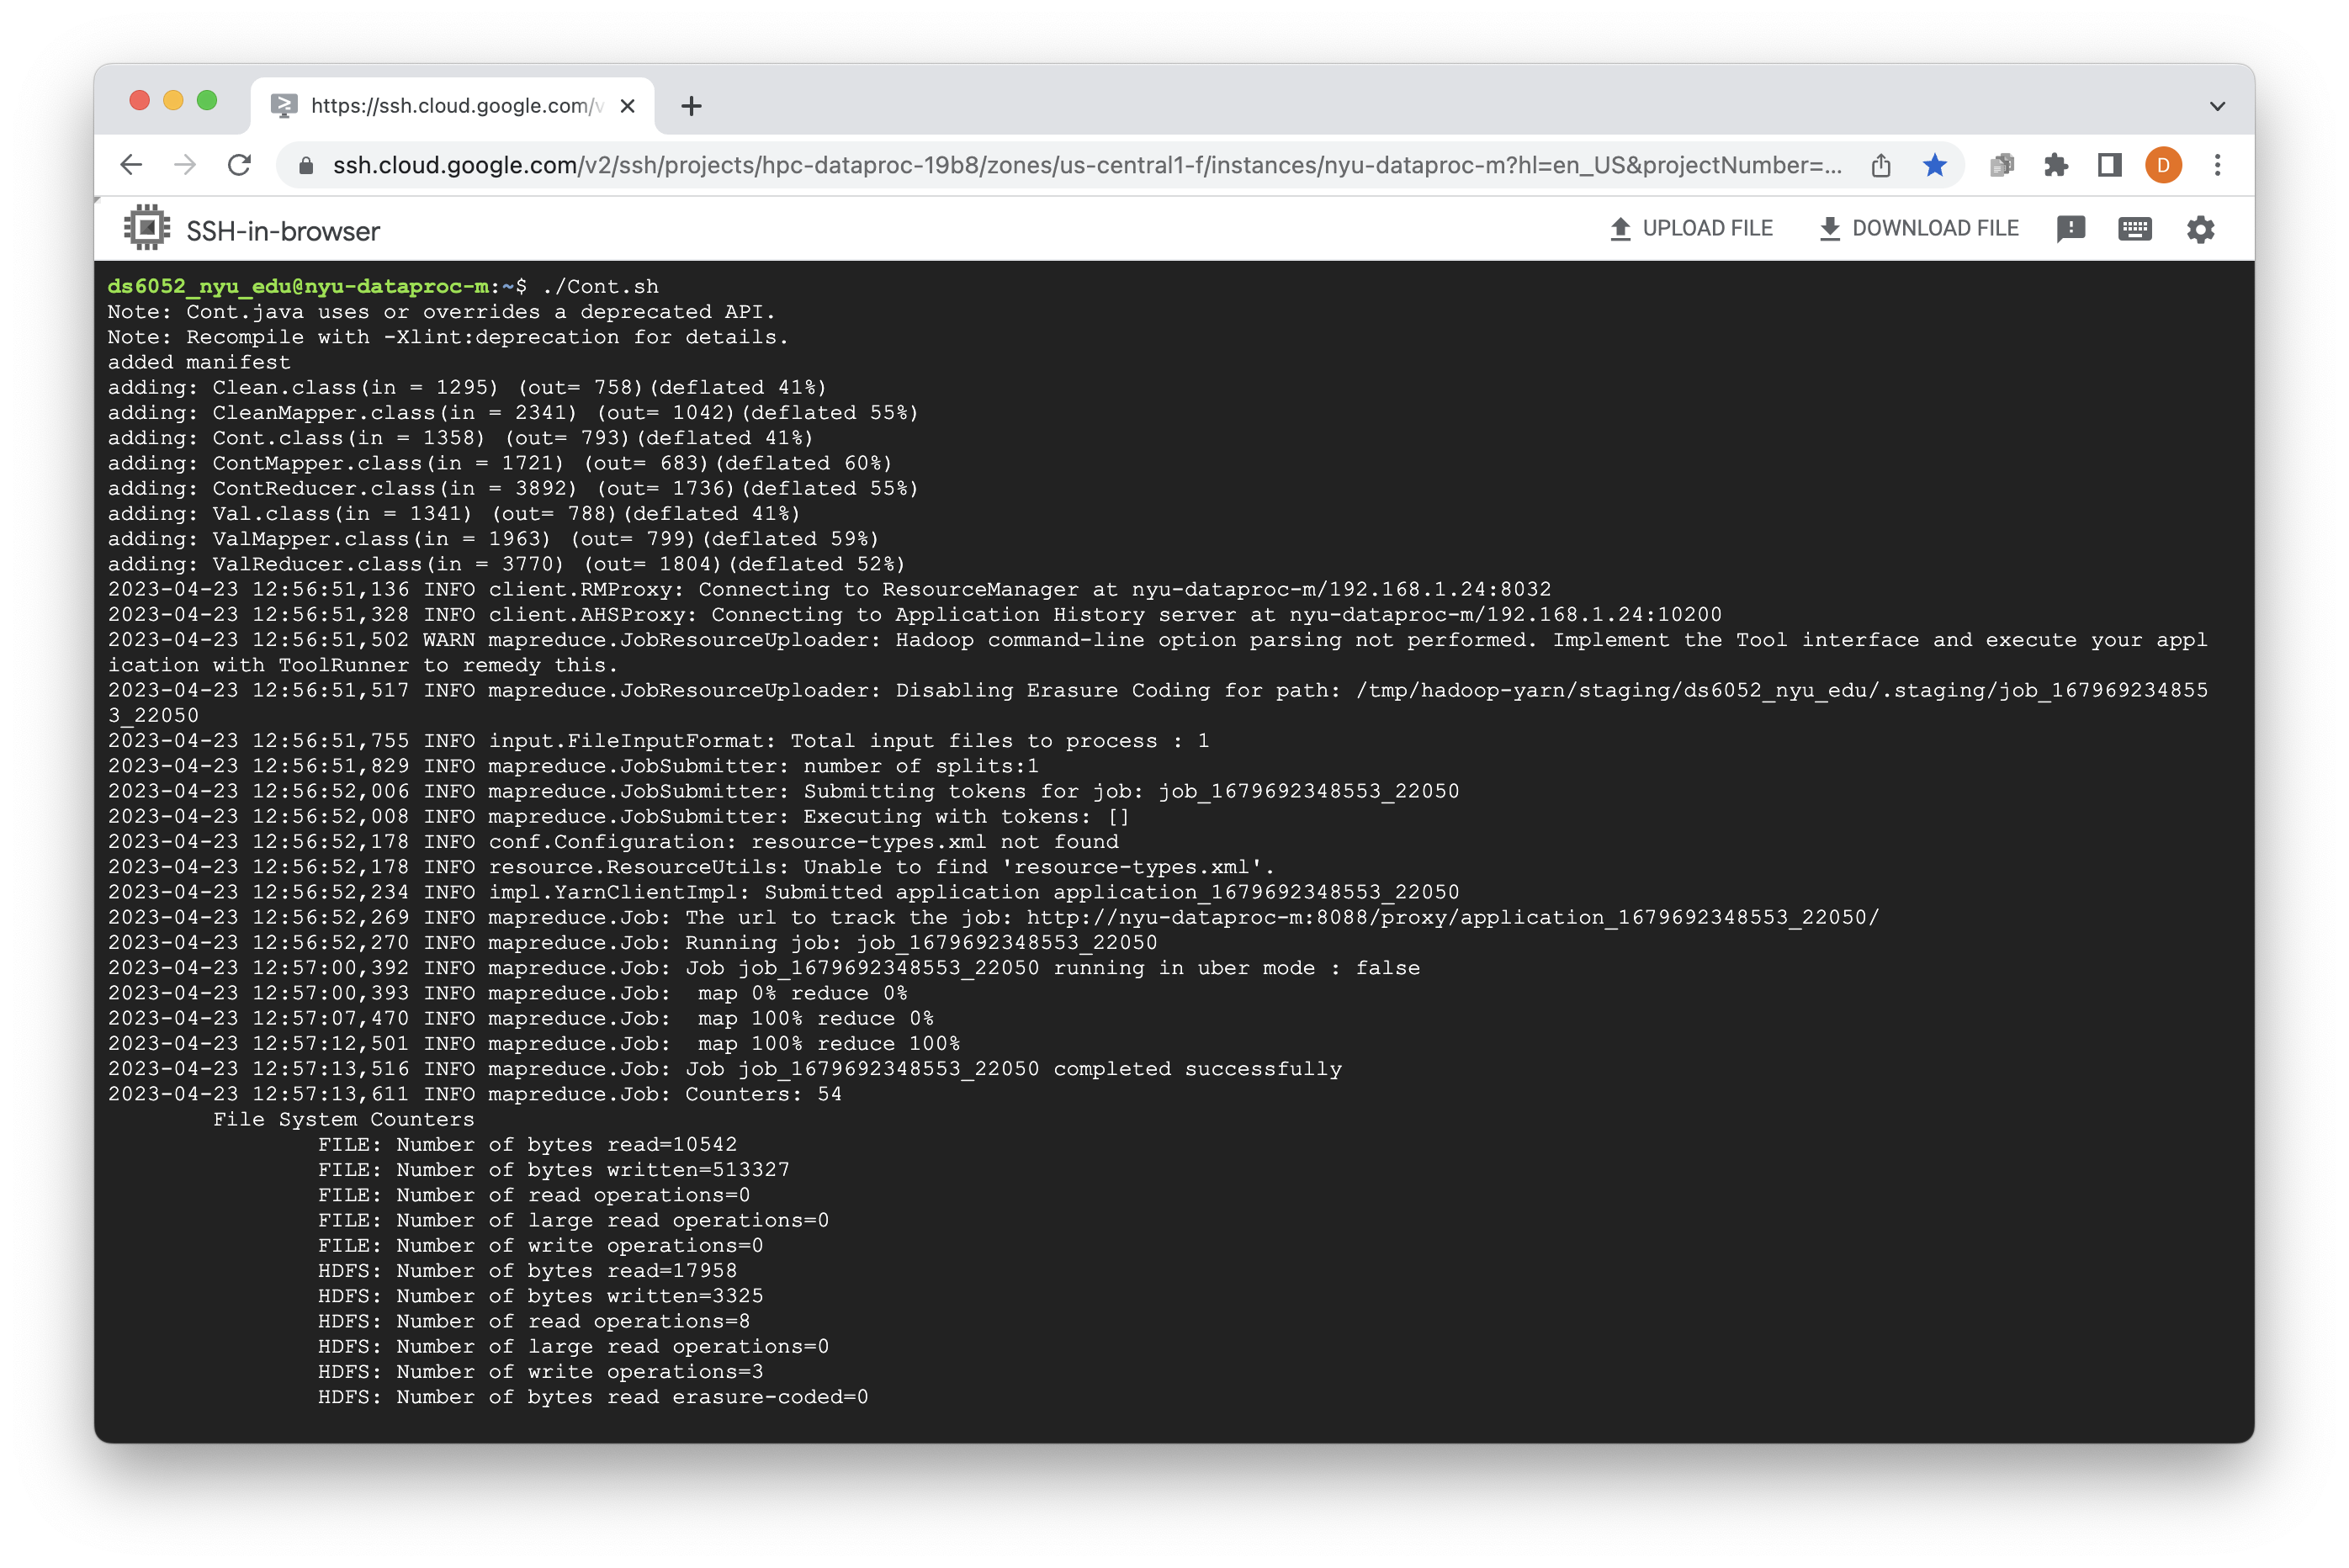 https://ssh.cloud.google.com/v
ssh.cloud.google.com/v2/ssh/projects/hpc-dataproc-19b8/zones/us-central1-f/instances/nyu-dataproc-m?hl=en_US&projectNumber=...
D
SSH-in-browser
UPLOAD FILE
DOWNLOAD FILE
ds6052_nyu_edu@nyu-dataproc-m:~$ ./Cont.sh
Note: Cont.java uses or overrides a deprecated API.
Note: Recompile with -Xlint:deprecation for details.
added manifest
adding: Clean.class(in = 1295) (out= 758)(deflated 41%)
adding: CleanMapper.class(in = 2341) (out= 1042)(deflated 55%)
adding: Cont.class(in = 1358) (out= 793)(deflated 41%)
adding: ContMapper.class(in = 1721) (out= 683)(deflated 60%)
adding: ContReducer.class(in = 3892) (out= 1736)(deflated 55%)
adding: Val.class(in = 1341) (out= 788)(deflated 41%)
adding: ValMapper.class(in = 1963) (out= 799)(deflated 59%)
adding: ValReducer.class(in = 3770) (out= 1804)(deflated 52%)
2023-04-23 12:56:51,136 INFO client.RMProxy: Connecting to ResourceManager at nyu-dataproc-m/192.168.1.24:8032
2023-04-23 12:56:51,328 INFO client.AHSProxy: Connecting to Application History server at nyu-dataproc-m/192.168.1.24:10200
2023-04-23 12:56:51,502 WARN mapreduce.JobResourceUploader: Hadoop command-line option parsing not performed. Implement the Tool interface and execute your appl
ication with ToolRunner to remedy this.
2023-04-23 12:56:51,517 INFO mapreduce.JobResourceUploader: Disabling Erasure Coding for path: /tmp/hadoop-yarn/staging/ds6052_nyu_edu/.staging/job_167969234855
3_22050
2023-04-23 12:56:51,755 INFO input.FileInputFormat: Total input files to process : 1
2023-04-23 12:56:51,829 INFO mapreduce.JobSubmitter: number of splits:1
2023-04-23 12:56:52,006 INFO mapreduce.JobSubmitter: Submitting tokens for job: job_1679692348553_22050
2023-04-23 12:56:52,008 INFO mapreduce.JobSubmitter: Executing with tokens: []
2023-04-23 12:56:52,178 INFO conf.Configuration: resource-types.xml not found
2023-04-23 12:56:52,178 INFO resource.ResourceUtils: Unable to find 'resource-types.xml'.
2023-04-23 12:56:52,234 INFO impl.YarnClientImpl: Submitted application application_1679692348553_22050
2023-04-23 12:56:52,269 INFO mapreduce.Job: The url to track the job: http://nyu-dataproc-m:8088/proxy/application_1679692348553_22050/
2023-04-23 12:56:52,270 INFO mapreduce.Job: Running job: job_1679692348553_22050
2023-04-23 12:57:00,392 INFO mapreduce.Job: Job job_1679692348553_22050 running in uber mode : false
2023-04-23 12:57:00,393 INFO mapreduce.Job:  map 0% reduce 0%
2023-04-23 12:57:07,470 INFO mapreduce.Job:  map 100% reduce 0%
2023-04-23 12:57:12,501 INFO mapreduce.Job:  map 100% reduce 100%
2023-04-23 12:57:13,516 INFO mapreduce.Job: Job job_1679692348553_22050 completed successfully
2023-04-23 12:57:13,611 INFO mapreduce.Job: Counters: 54
File System Counters
FILE: Number of bytes read=10542
FILE: Number of bytes written=513327
FILE: Number of read operations=0
FILE: Number of large read operations=0
FILE: Number of write operations=0
HDFS: Number of bytes read=17958
HDFS: Number of bytes written=3325
HDFS: Number of read operations=8
HDFS: Number of large read operations=0
HDFS: Number of write operations=3
HDFS: Number of bytes read erasure-coded=0